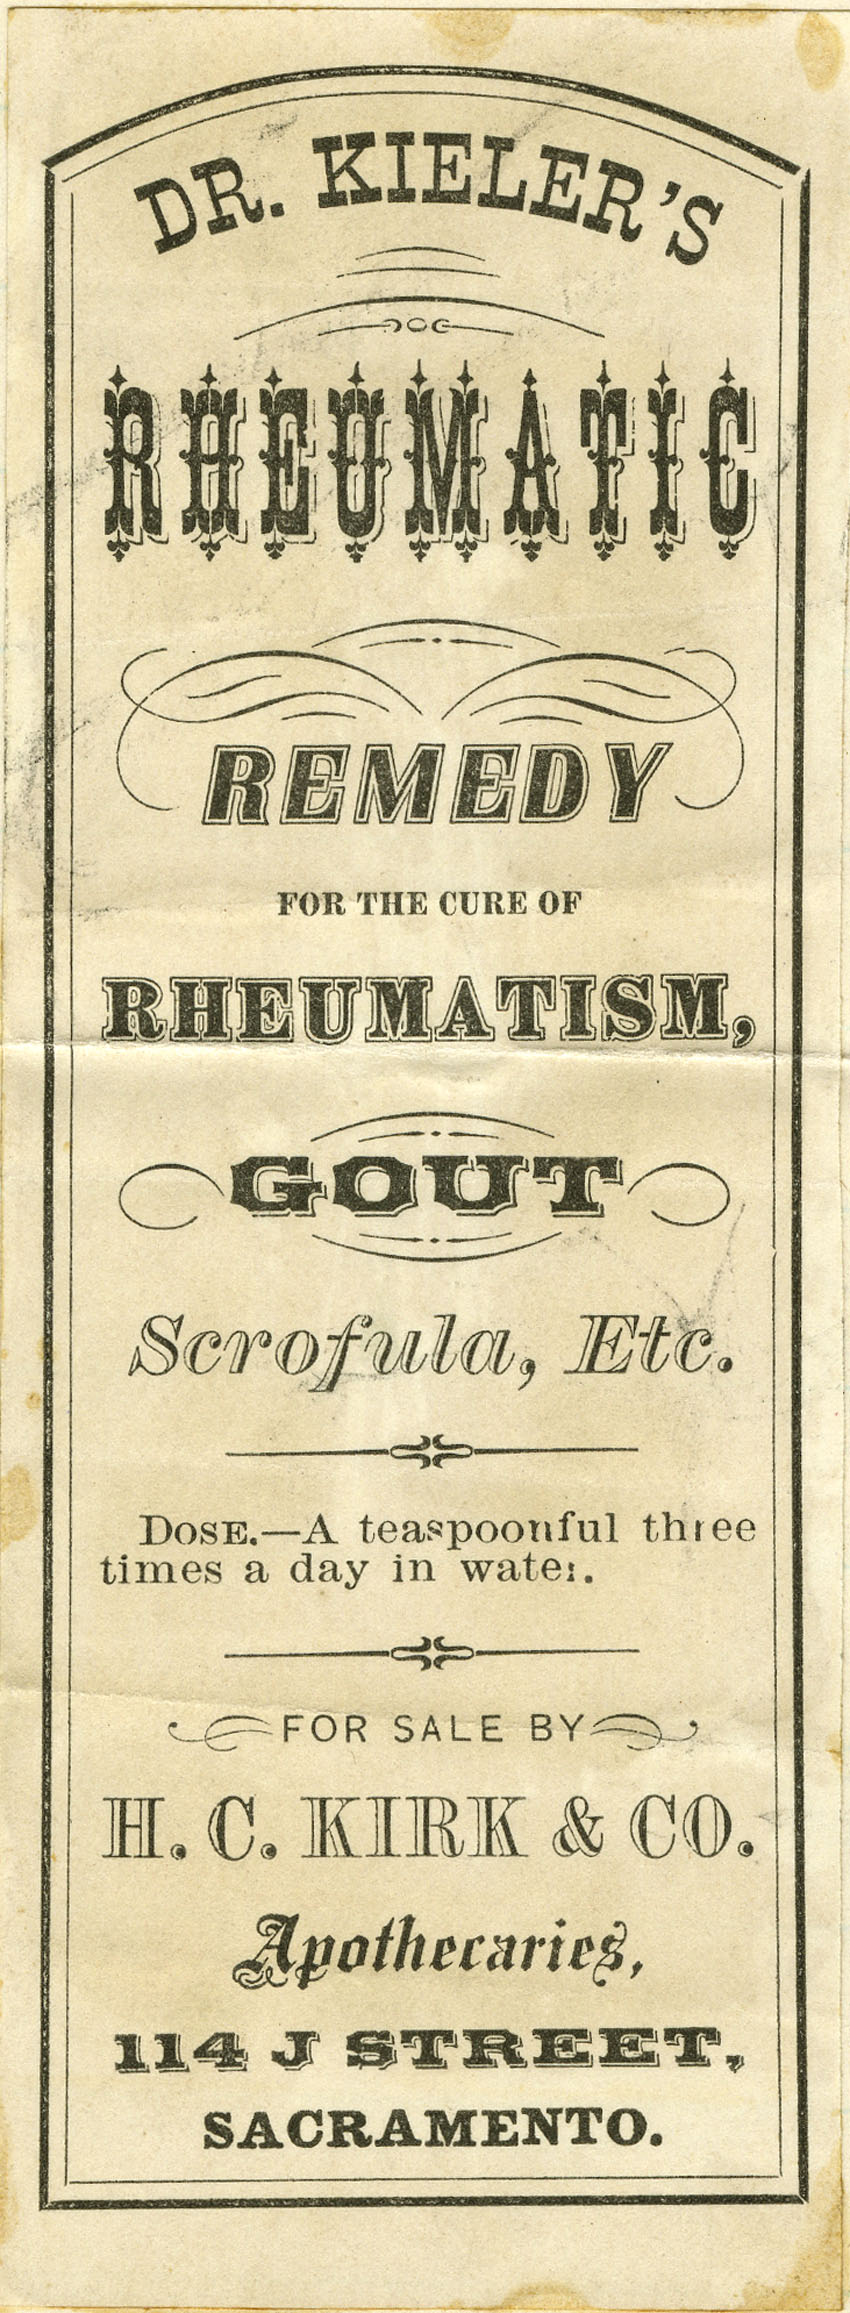 DR. KIELER'S
RHEUMATIC
REMEDY
FOR THE CURE OF
RHEUMATISM,
GOUT
Scrofula, Etc.
DOSE.—A teaspoonful three
times a day in water.
FOR SALE BY
H. C. KIRK & CO.
Apothecaries,
114 J STREET,
SACRAMENTO.